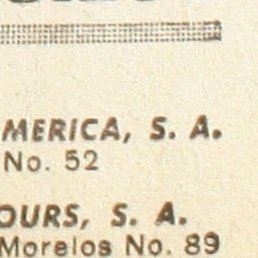 MERICA, S. A.
No. 52
OURS, S. A.
Morelos No. 89